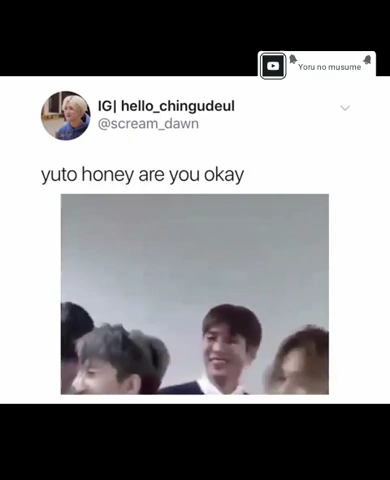 Yoru no musume
IG| hello_chingudeul
@scream_dawn
yuto honey are you okay